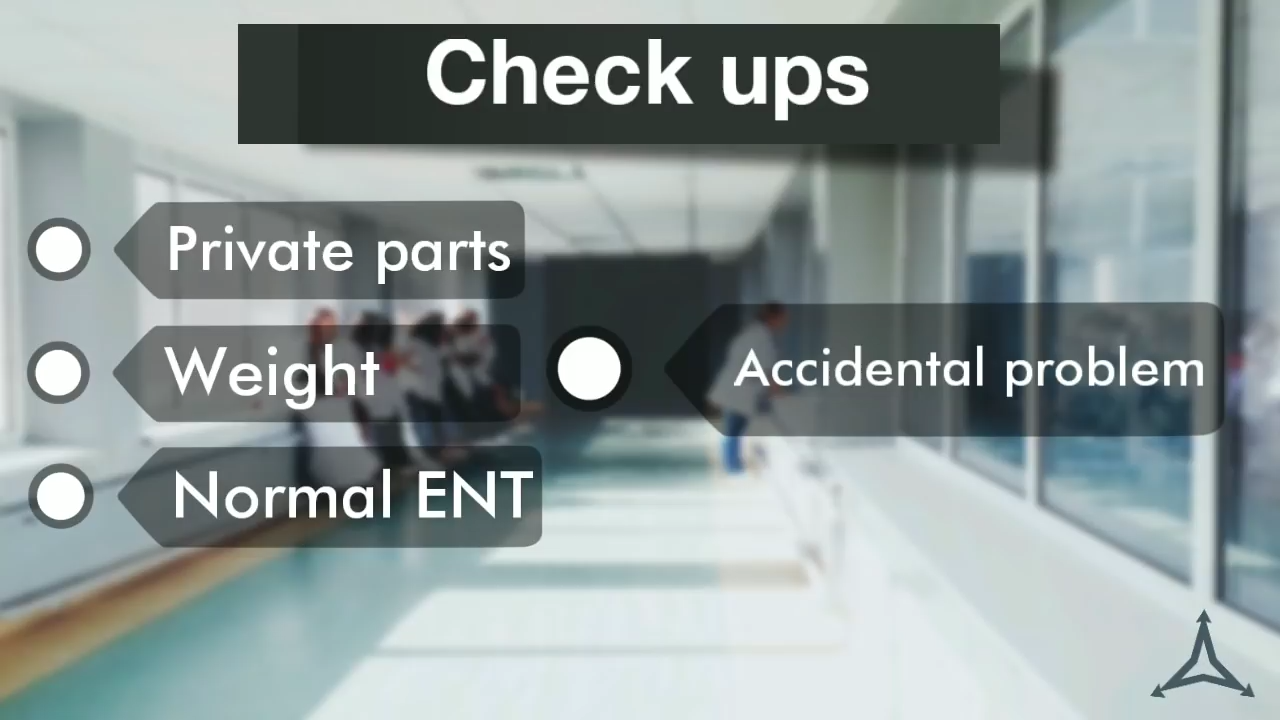 Check ups
Private parts
Weight
Accidental problem
Normal ENT